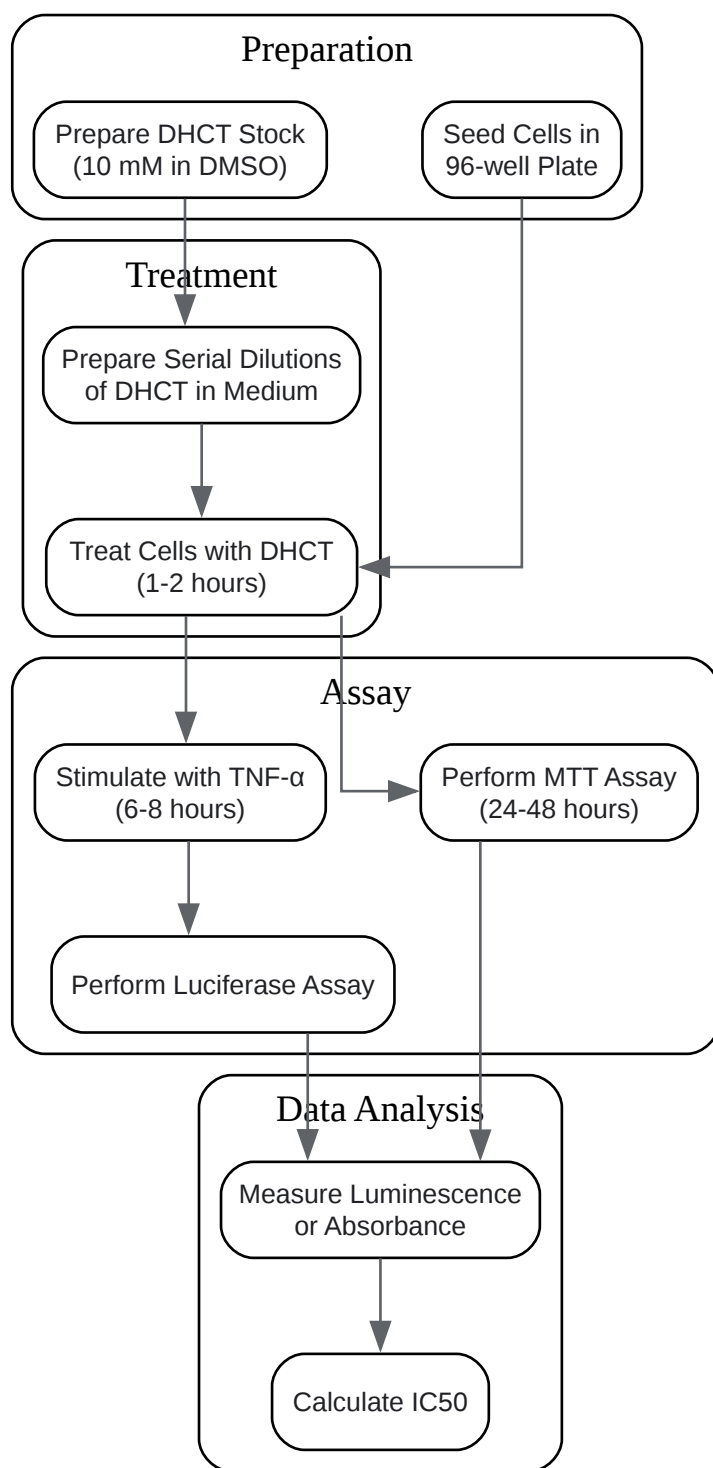 Preparation
Prepare DHCT Stock
(10 mM in DMSO)
Seed Cells in
96-well Plate
Treatment
Prepare Serial Dilutions
of DHCT in Medium
Treat Cells with DHCT
(1-2 hours)
Assay
Stimulate with TNF-α
(6-8 hours)
Perform MTT Assay
(24-48 hours)
Perform Luciferase Assay
Data Analysis
Measure Luminescence
or Absorbance
Calculate IC50